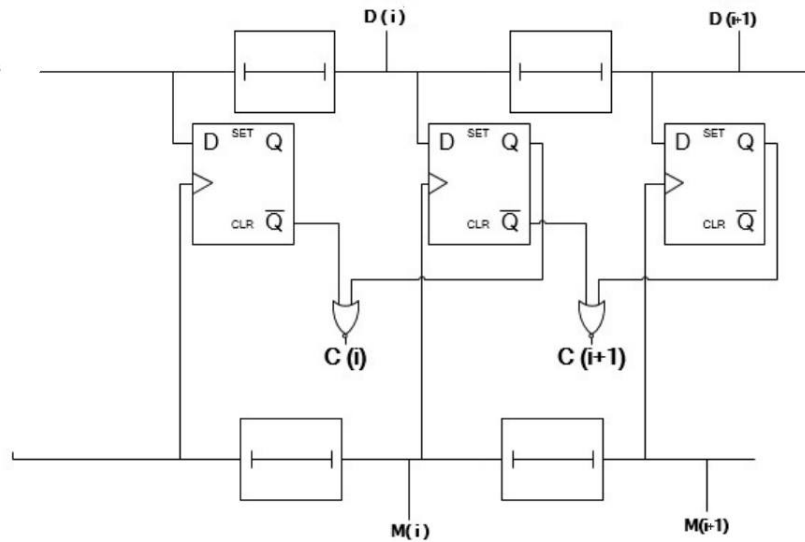 D(i) D(i+1)
D SET Q D SET Q D SET Q
CLR Q̅ CLR Q̅ CLR Q̅
C(i) C(i+1)
M(i) M(i+1)